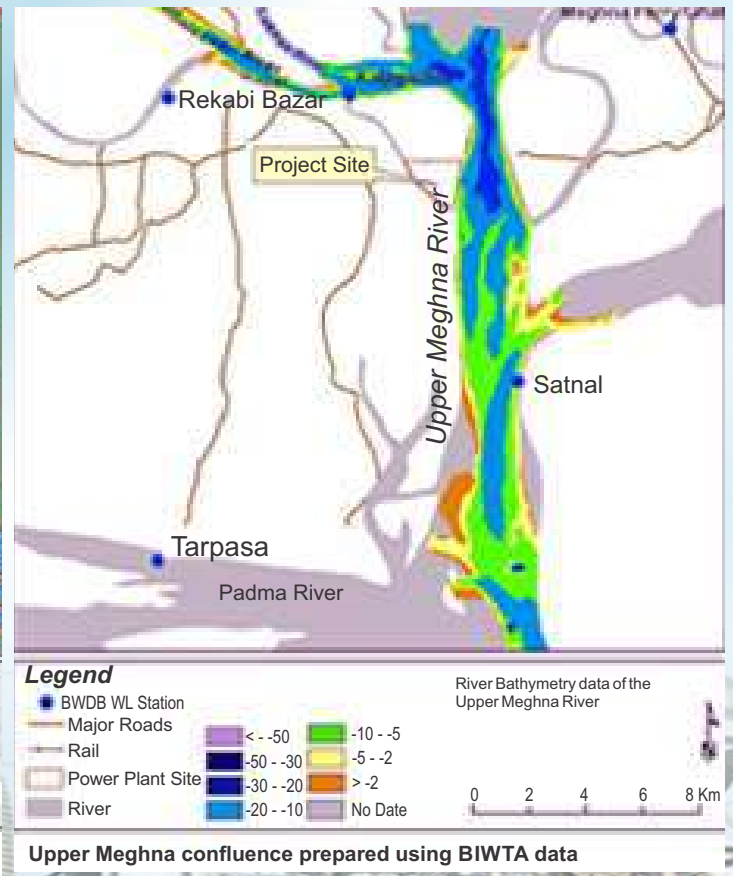 Rekabi Bazar
Project Site
Upper Meghna River
Satnal
Tarpasa
Padma River
Legend
BWDB WL Station
Major Roads
Rail
Power Plant Site
River
< - -50
-50 - -30
-30 - -20
-20 - -10
-10 - -5
-5 - -2
> -2
No Date
River Bathymetry data of the
Upper Meghna River
0 2 4 6 8 Km
Upper Meghna confluence prepared using BIWTA data